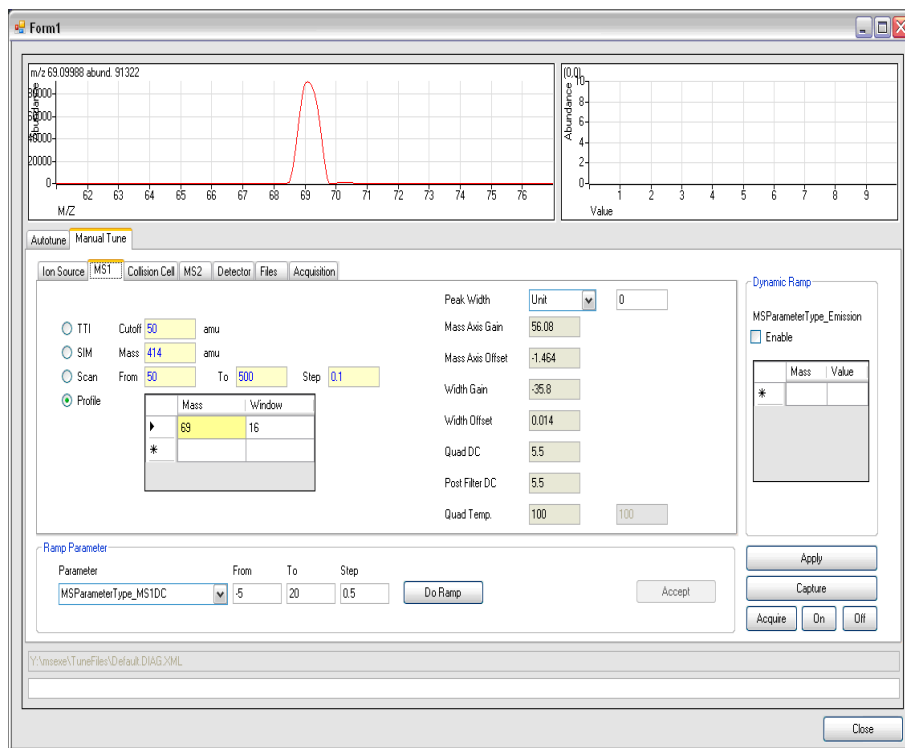 Form1
m/z 69.09988 abund. 91322
80000
Abundance
40000
20000
0
62 63 64 65 66 67 68 69 70 71 72 73 74 75 76
M/Z
(0,0)
10
Abundance
8
6
4
2
0
1 2 3 4 5 6 7 8 9
Value
Autotune Manual Tune
Ion Source MS1 Collision Cell MS2 Detector Files Acquisition
TTI Cutoff 50 amu
SIM Mass 414 amu
Scan From 50 To 500 Step 0.1
Profile
Mass Window
69 16
*
Peak Width Unit 0
Mass Axis Gain 56.08
Mass Axis Offset -1.464
Width Gain -35.8
Width Offset 0.014
Quad DC 5.5
Post Filter DC 5.5
Quad Temp. 100 100
Dynamic Ramp
MSParameterType_Emission
Enable
Mass Value
*
Ramp Parameter
Parameter From To Step
MSParameterType_MS1DC -5 20 0.5 Do Ramp Accept
Apply
Capture
Acquire On Off
Y:\msexe\TuneFiles\Default.DIAG.XML
Close